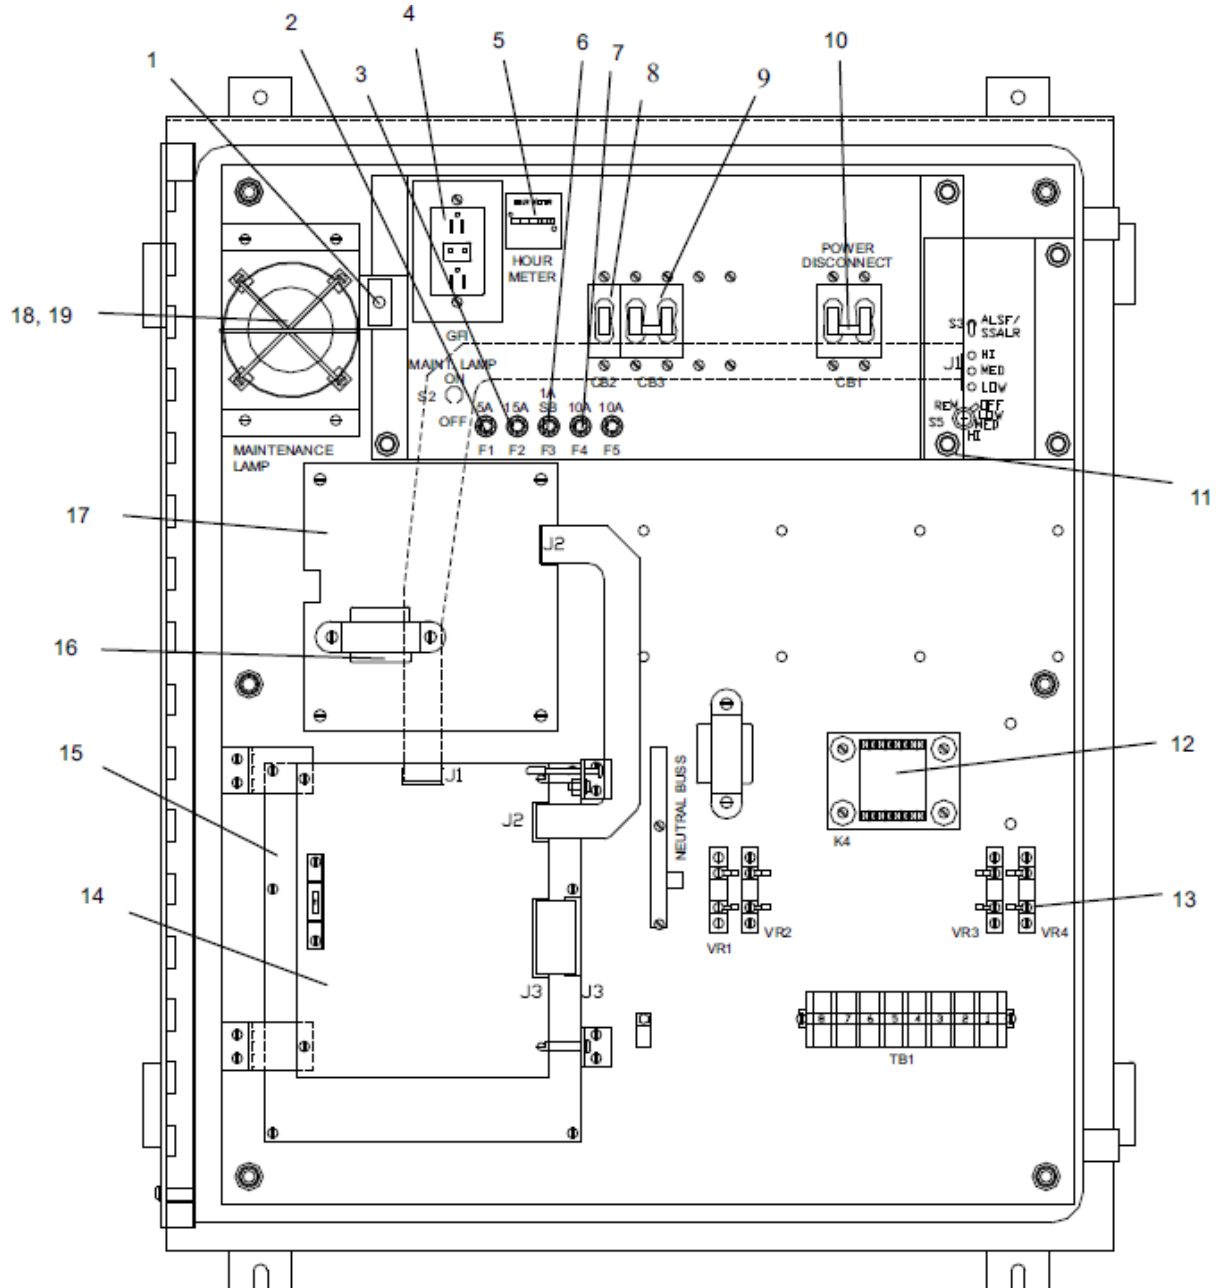 4
2
5
6
7
10
1
3
8
9
HOUR METER
HOUR
METER
POWER
DISCONNECT
S3
ALSF/
SSALR
18, 19
GFI
J1
HI
MED
LOW
MAINT. LAMP
ON
S2
OFF
CB2
CB3
CB1
5A
15A
1A
SB
10A
10A
REM
OFF
LOW
MED
HI
S5
F1
F2
F3
F4
F5
MAINTENANCE
LAMP
11
17
J2
16
15
J1
12
J2
NEUTRAL BUSS
K4
14
13
VR1
VR2
VR3
VR4
J3
J3
8 7 6 5 4 3 2 1
TB1